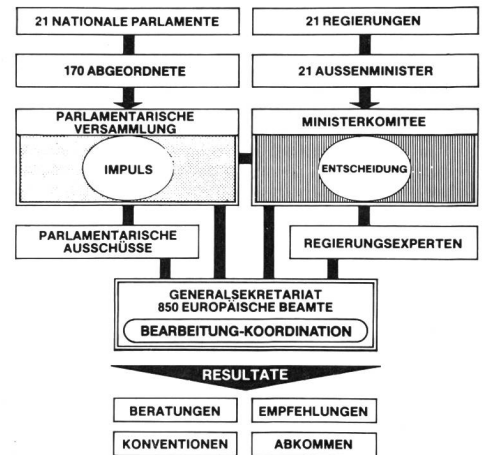 21 NATIONALE PARLAMENTE
21 REGIERUNGEN
170 ABGEORDNETE
21 AUSSENMINISTER
PARLAMENTARISCHE
VERSAMMLUNG
MINISTERKOMITEE
IMPULS
ENTSCHEIDUNG
PARLAMENTARISCHE
AUSSCHÜSSE
REGIERUNGSEXPERTEN
GENERALSEKRETARIAT
850 EUROPÄISCHE BEAMTE
BEARBEITUNG-KOORDINATION
RESULTATE
BERATUNGEN
EMPFEHLUNGEN
KONVENTIONEN
ABKOMMEN